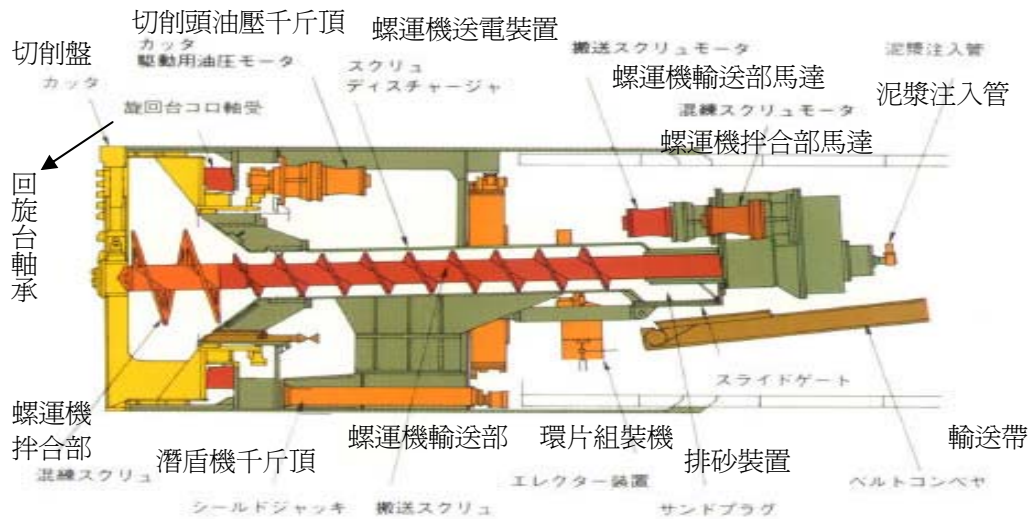 切削頭油壓千斤頂
螺運機送電裝置
切削盤
カッタ
駆動用油圧モータ
スクリュ
ディスチャージャ
搬送スクリュモータ
泥漿注入管
カッタ
螺運機輸送部馬達
泥漿注入管
旋回台コロ軸受
混練スクリュモータ
螺運機拌合部馬達
回旋台軸承
スライドゲート
螺運機
拌合部
潛盾機千斤頂
螺運機輸送部
環片組裝機
排砂裝置
輸送帶
混練スクリュ
エレクター装置
ベルトコンベヤ
シールドジャッキ
搬送スクリュ
サンドプラグ